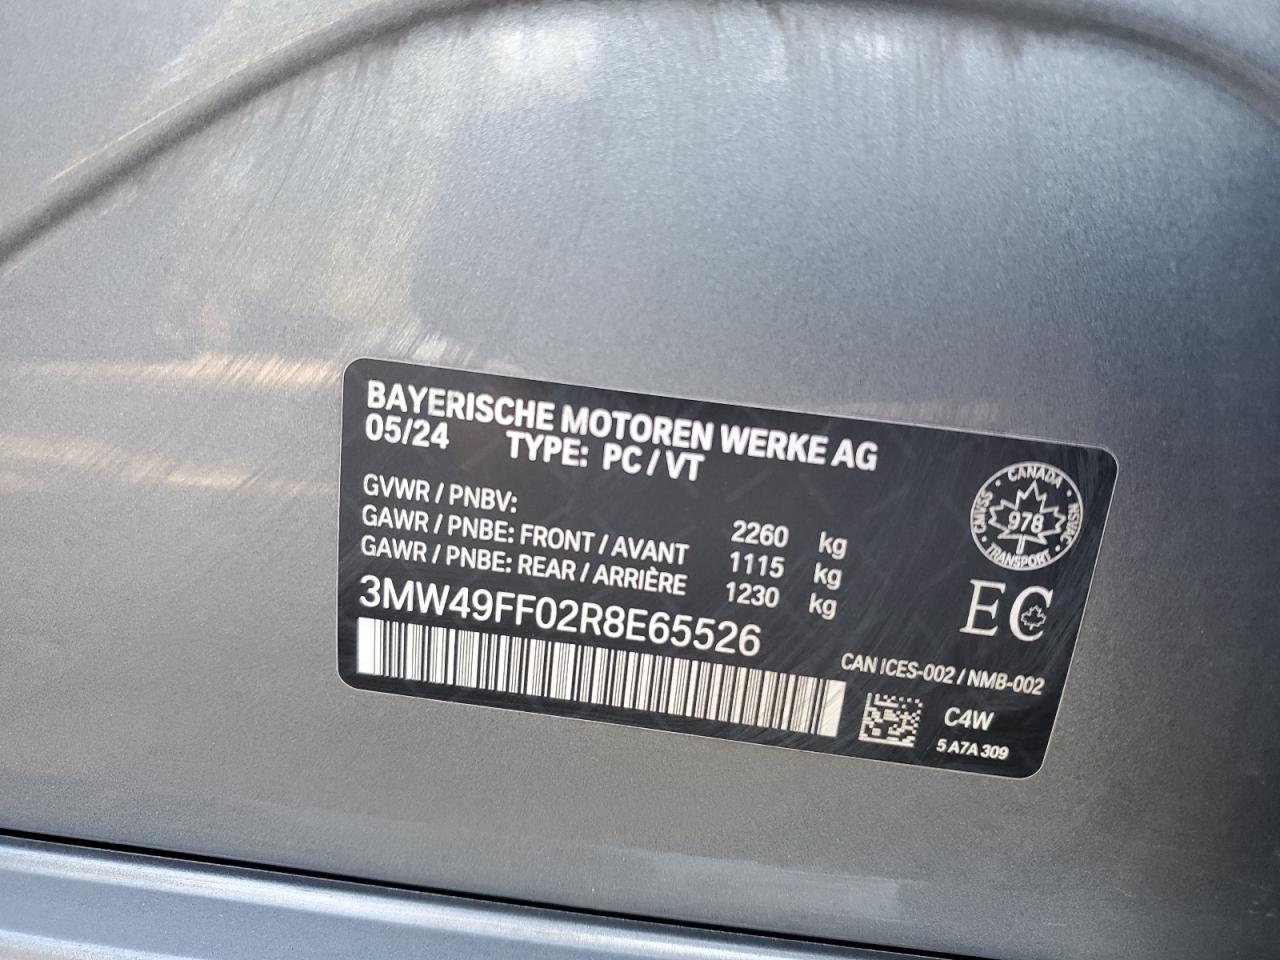 BAYERISCHE MOTOREN WERKE AG
05/24 TYPE: PC / VT
GVWR / PNBV: 2260 kg
GAWR / PNBE: FRONT / AVANT 1115 kg
GAWR / PNBE: REAR / ARRIÈRE 1230 kg
3MW49FF02R8E65526
CANADA
CMVSS
978
NSVAC
TRANSPORT
EC
CAN ICES-002 / NMB-002
C4W
5 A7A 309